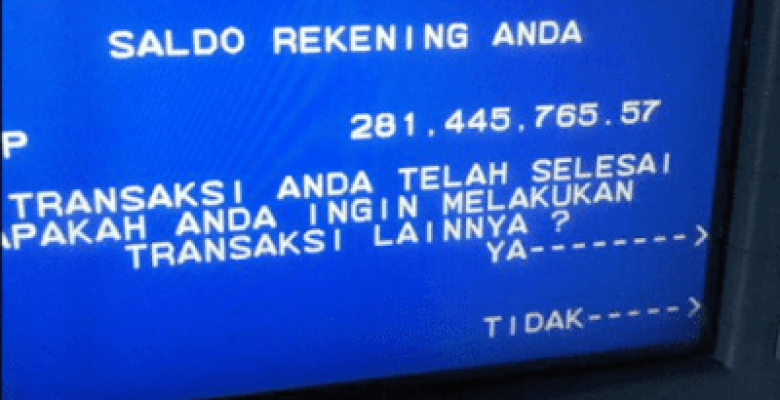 SALDO REKENING ANDA
P 281,445,765.57
TRANSAKSI ANDA TELAH SELESAI
APAKAH ANDA INGIN MELAKUKAN
TRANSAKSI LAINNYA ?
YA-------->
TIDAK----->